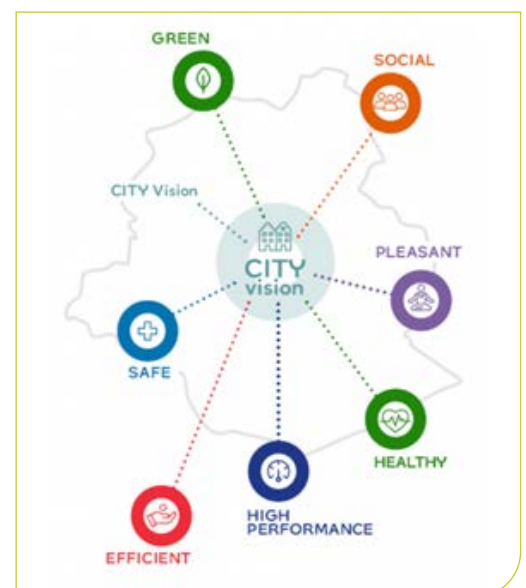 GREEN
SOCIAL
CITY Vision
CITY
vision
PLEASANT
SAFE
HEALTHY
HIGH
PERFORMANCE
EFFICIENT